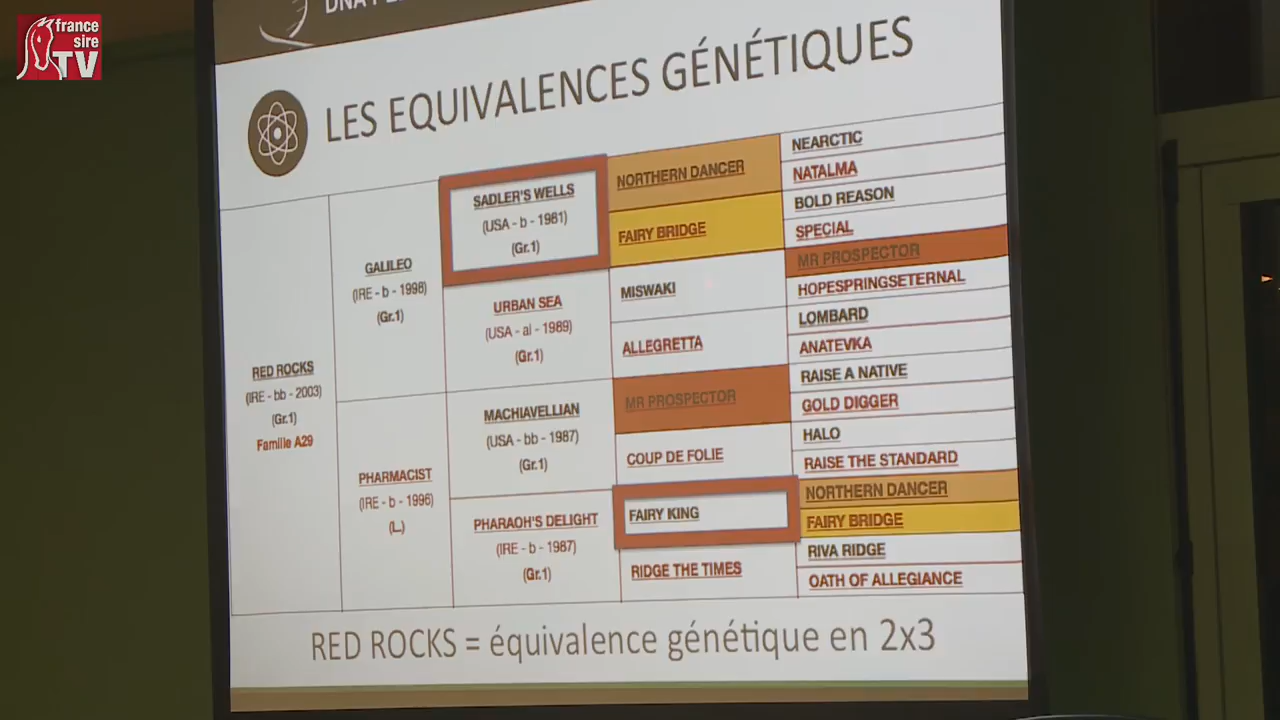 france
sire
TV
LES EQUIVALENCES GÉNÉTIQUES
RED ROCKS
(IRE - bb - 2003)
(Gr.1)
Famille A29
GALILEO
(IRE - b - 1998)
(Gr.1)
PHARMACIST
(IRE - b - 1996)
(L.)
SADLER'S WELLS
(USA - b - 1981)
(Gr.1)
URBAN SEA
(USA - al - 1989)
(Gr.1)
MACHIAVELLIAN
(USA - bb - 1987)
(Gr.1)
PHARAOH'S DELIGHT
(IRE - b - 1987)
(Gr.1)
NORTHERN DANCER
FAIRY BRIDGE
MISWAKI
ALLEGRETTA
MR PROSPECTOR
COUP DE FOLIE
FAIRY KING
RIDGE THE TIMES
NEARCTIC
NATALMA
BOLD REASON
SPECIAL
MR PROSPECTOR
HOPESPRINGSETERNAL
LOMBARD
ANATEVKA
RAISE A NATIVE
GOLD DIGGER
HALO
RAISE THE STANDARD
NORTHERN DANCER
FAIRY BRIDGE
RIVA RIDGE
OATH OF ALLEGIANCE
RED ROCKS = équivalence génétique en 2x3